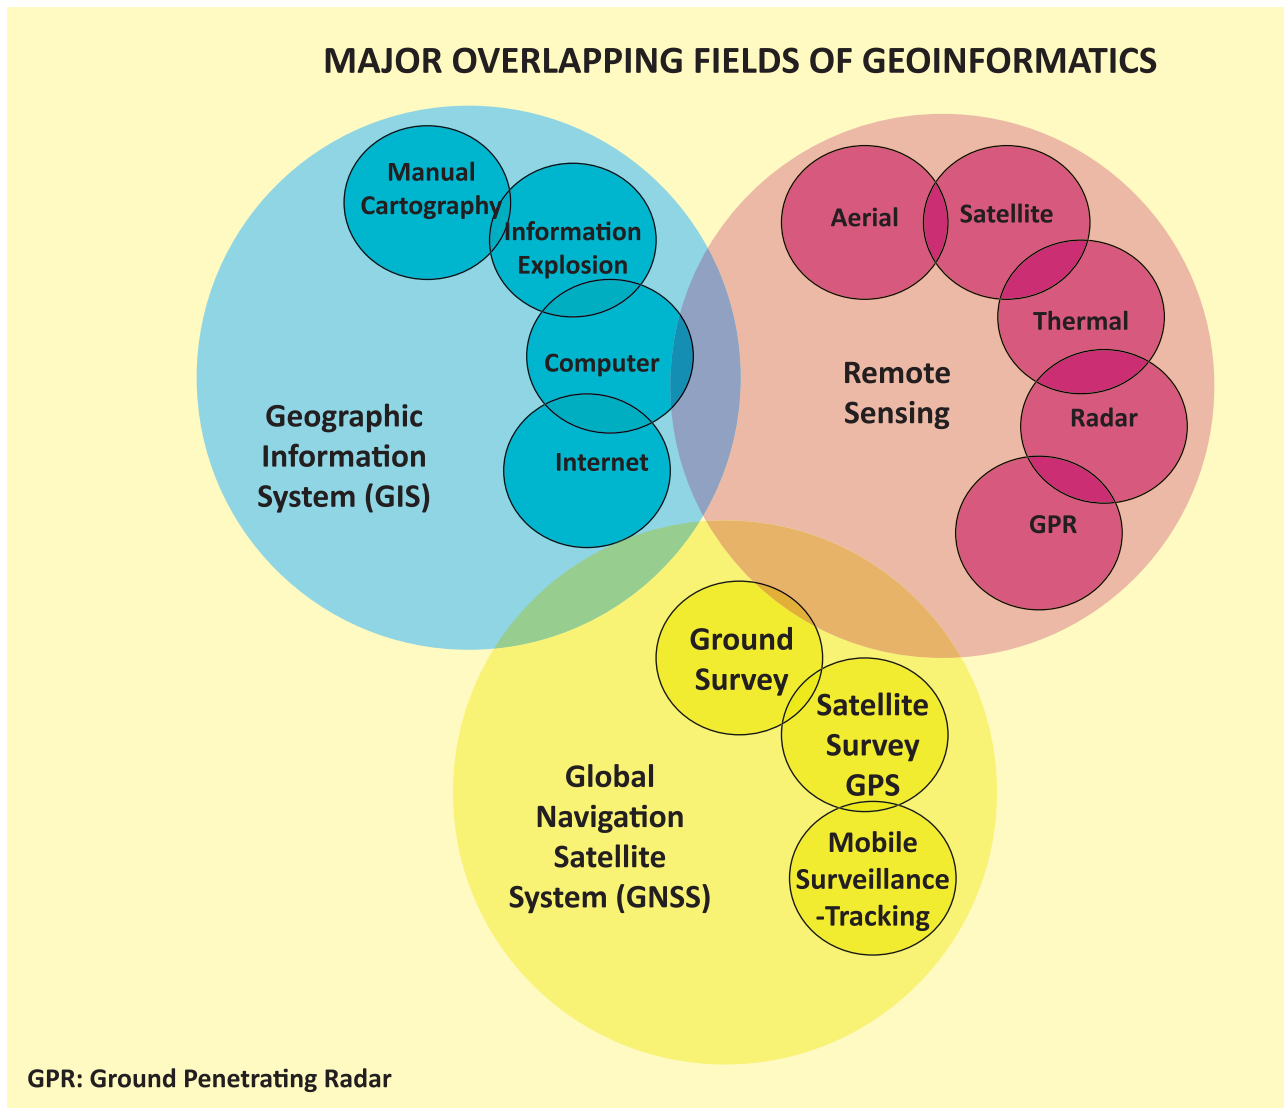 MAJOR OVERLAPPING FIELDS OF GEOINFORMATICS
Manual
Cartography
Information
Explosion
Computer
Internet
Geographic
Information
System (GIS)
Aerial
Satellite
Thermal
Radar
GPR
Remote
Sensing
Ground
Survey
Satellite
Survey
GPS
Mobile
Surveillance
-Tracking
Global
Navigation
Satellite
System (GNSS)
GPR: Ground Penetrating Radar